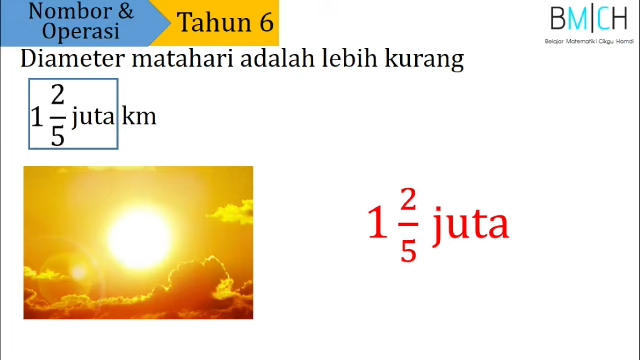 Nombor &
Operasi
Tahun 6
BM|CH
Belajar Matematik Cikgu Hamdi
Diameter matahari adalah lebih kurang
1 2/5 juta km
1 2/5 juta